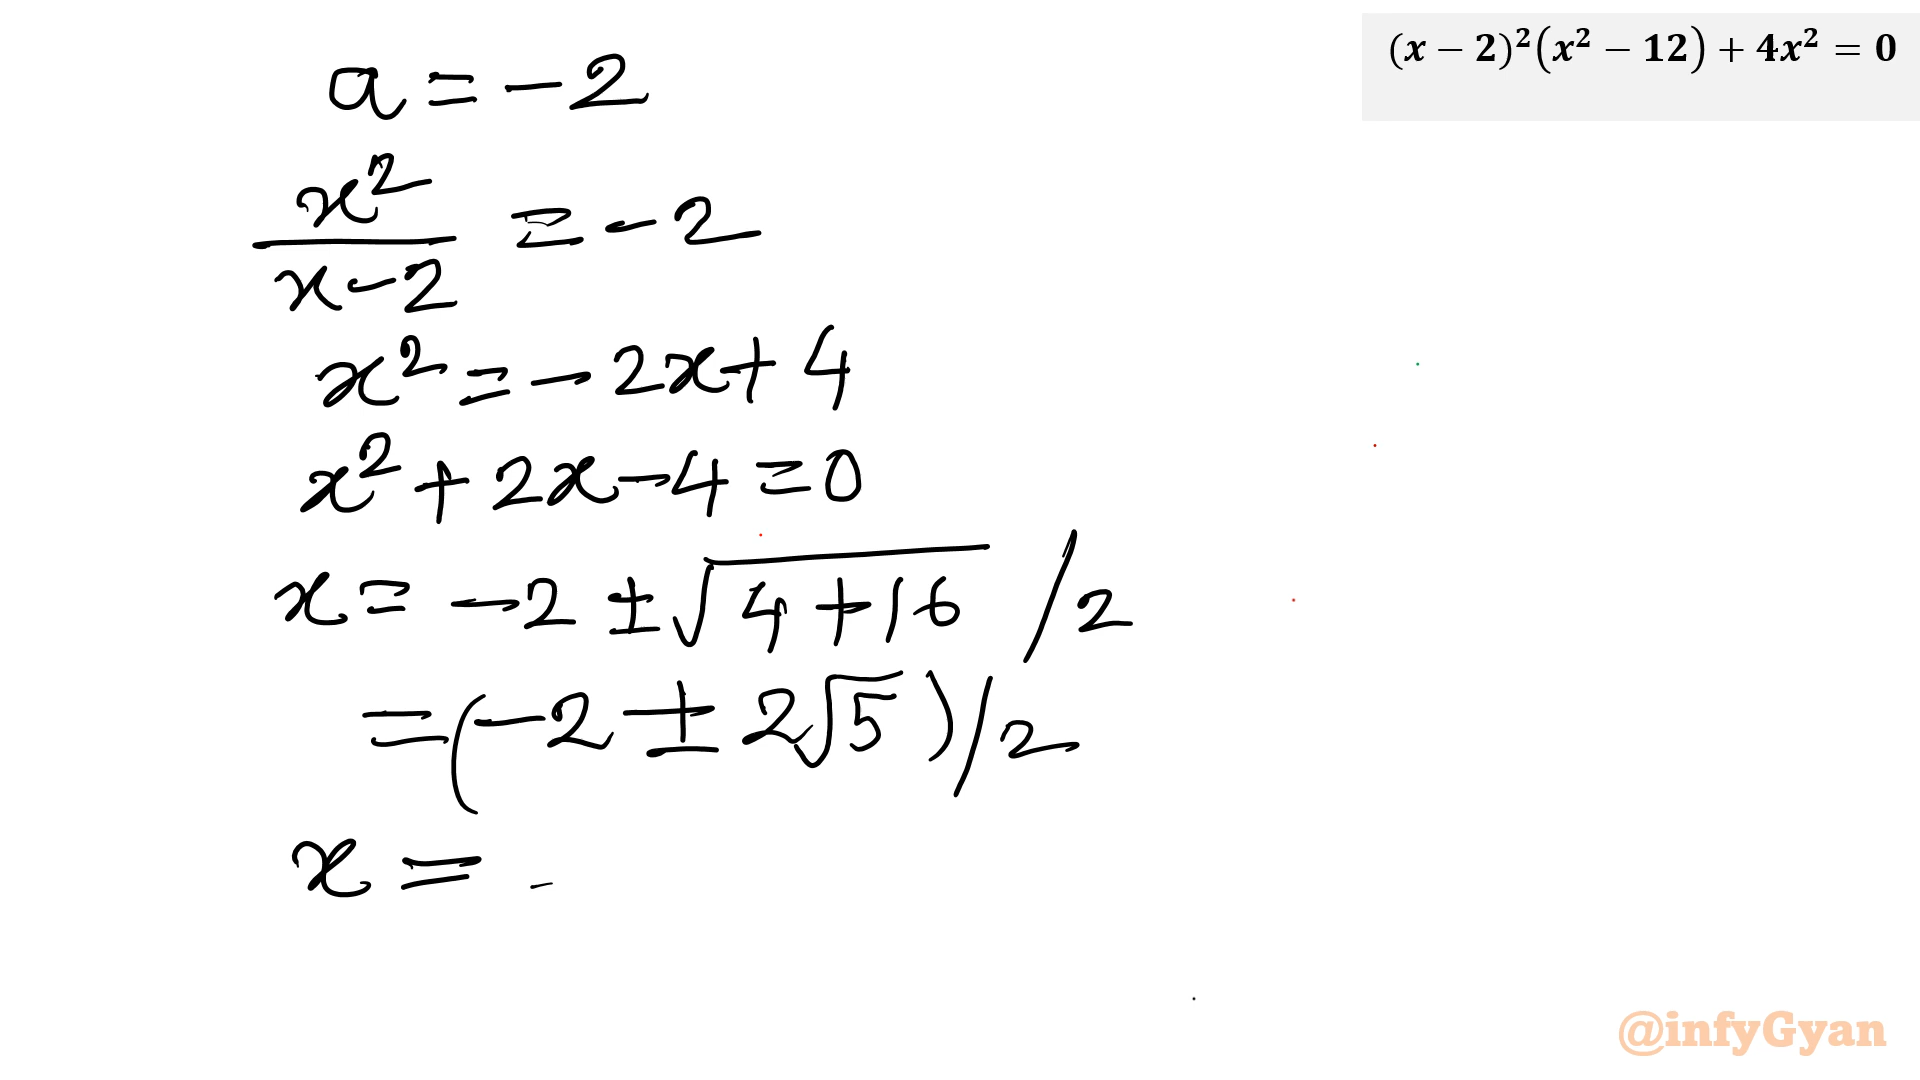 (x − 2)²(x² − 12) + 4x² = 0
a = −2
x²/(x−2) = −2
x² = −2x + 4
x² + 2x − 4 = 0
x = −2 ± √(4+16) /2
= (−2 ± 2√5)/2
x = -
@infyGyan